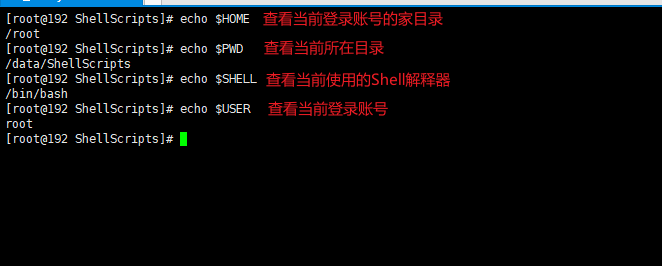 [root@192 ShellScripts]# echo $HOME 查看当前登录账号的家目录
/root
[root@192 ShellScripts]# echo $PWD 查看当前所在目录
/data/ShellScripts
[root@192 ShellScripts]# echo $SHELL 查看当前使用的Shell解释器
/bin/bash
[root@192 ShellScripts]# echo $USER 查看当前登录账号
root
[root@192 ShellScripts]#